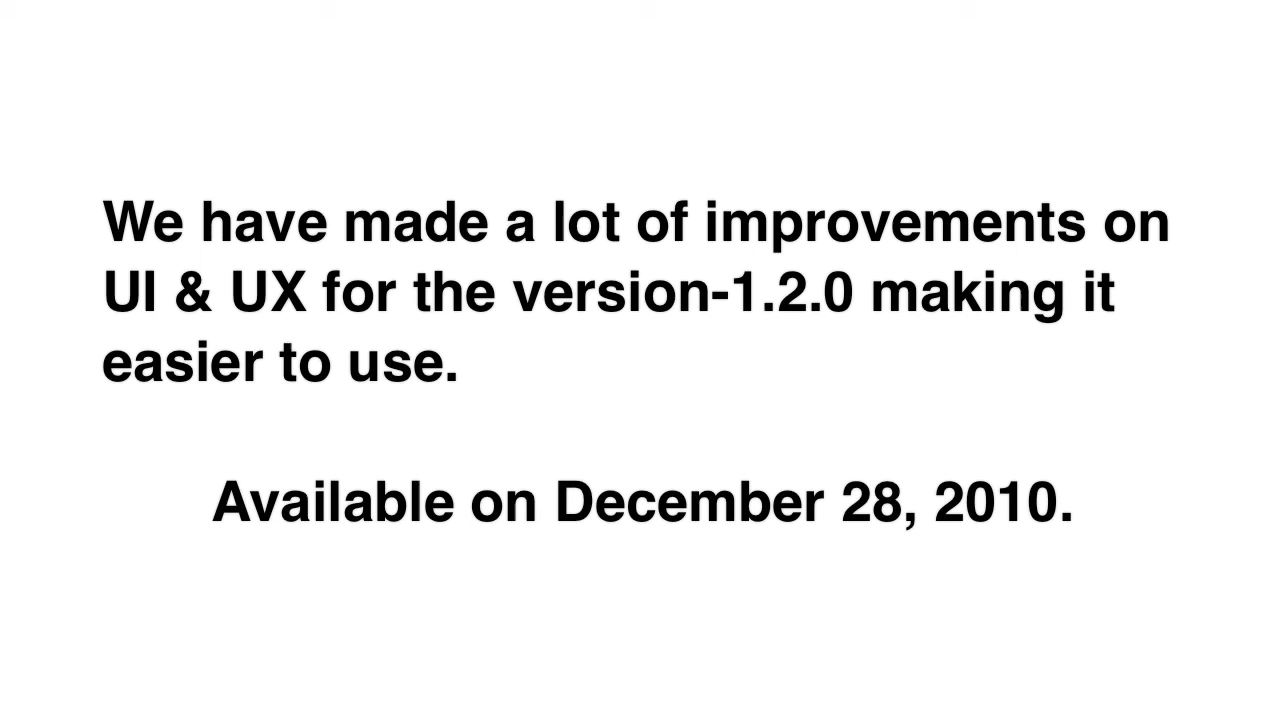 We have made a lot of improvements on
UI & UX for the version-1.2.0 making it
easier to use.
Available on December 28, 2010.